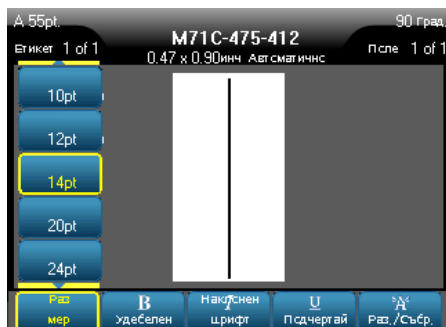 A 55pt.
90 Град.
M71C-475-412
Етикет 1 of 1
Поле 1 of 1
0.47 x 0.90инч Автоматичнс
10pt
12pt
14pt
20pt
24pt
Раз
мер
B
Удебелен
Наклонен
шрифт
U
Подчертай
A
Раз./Събр.